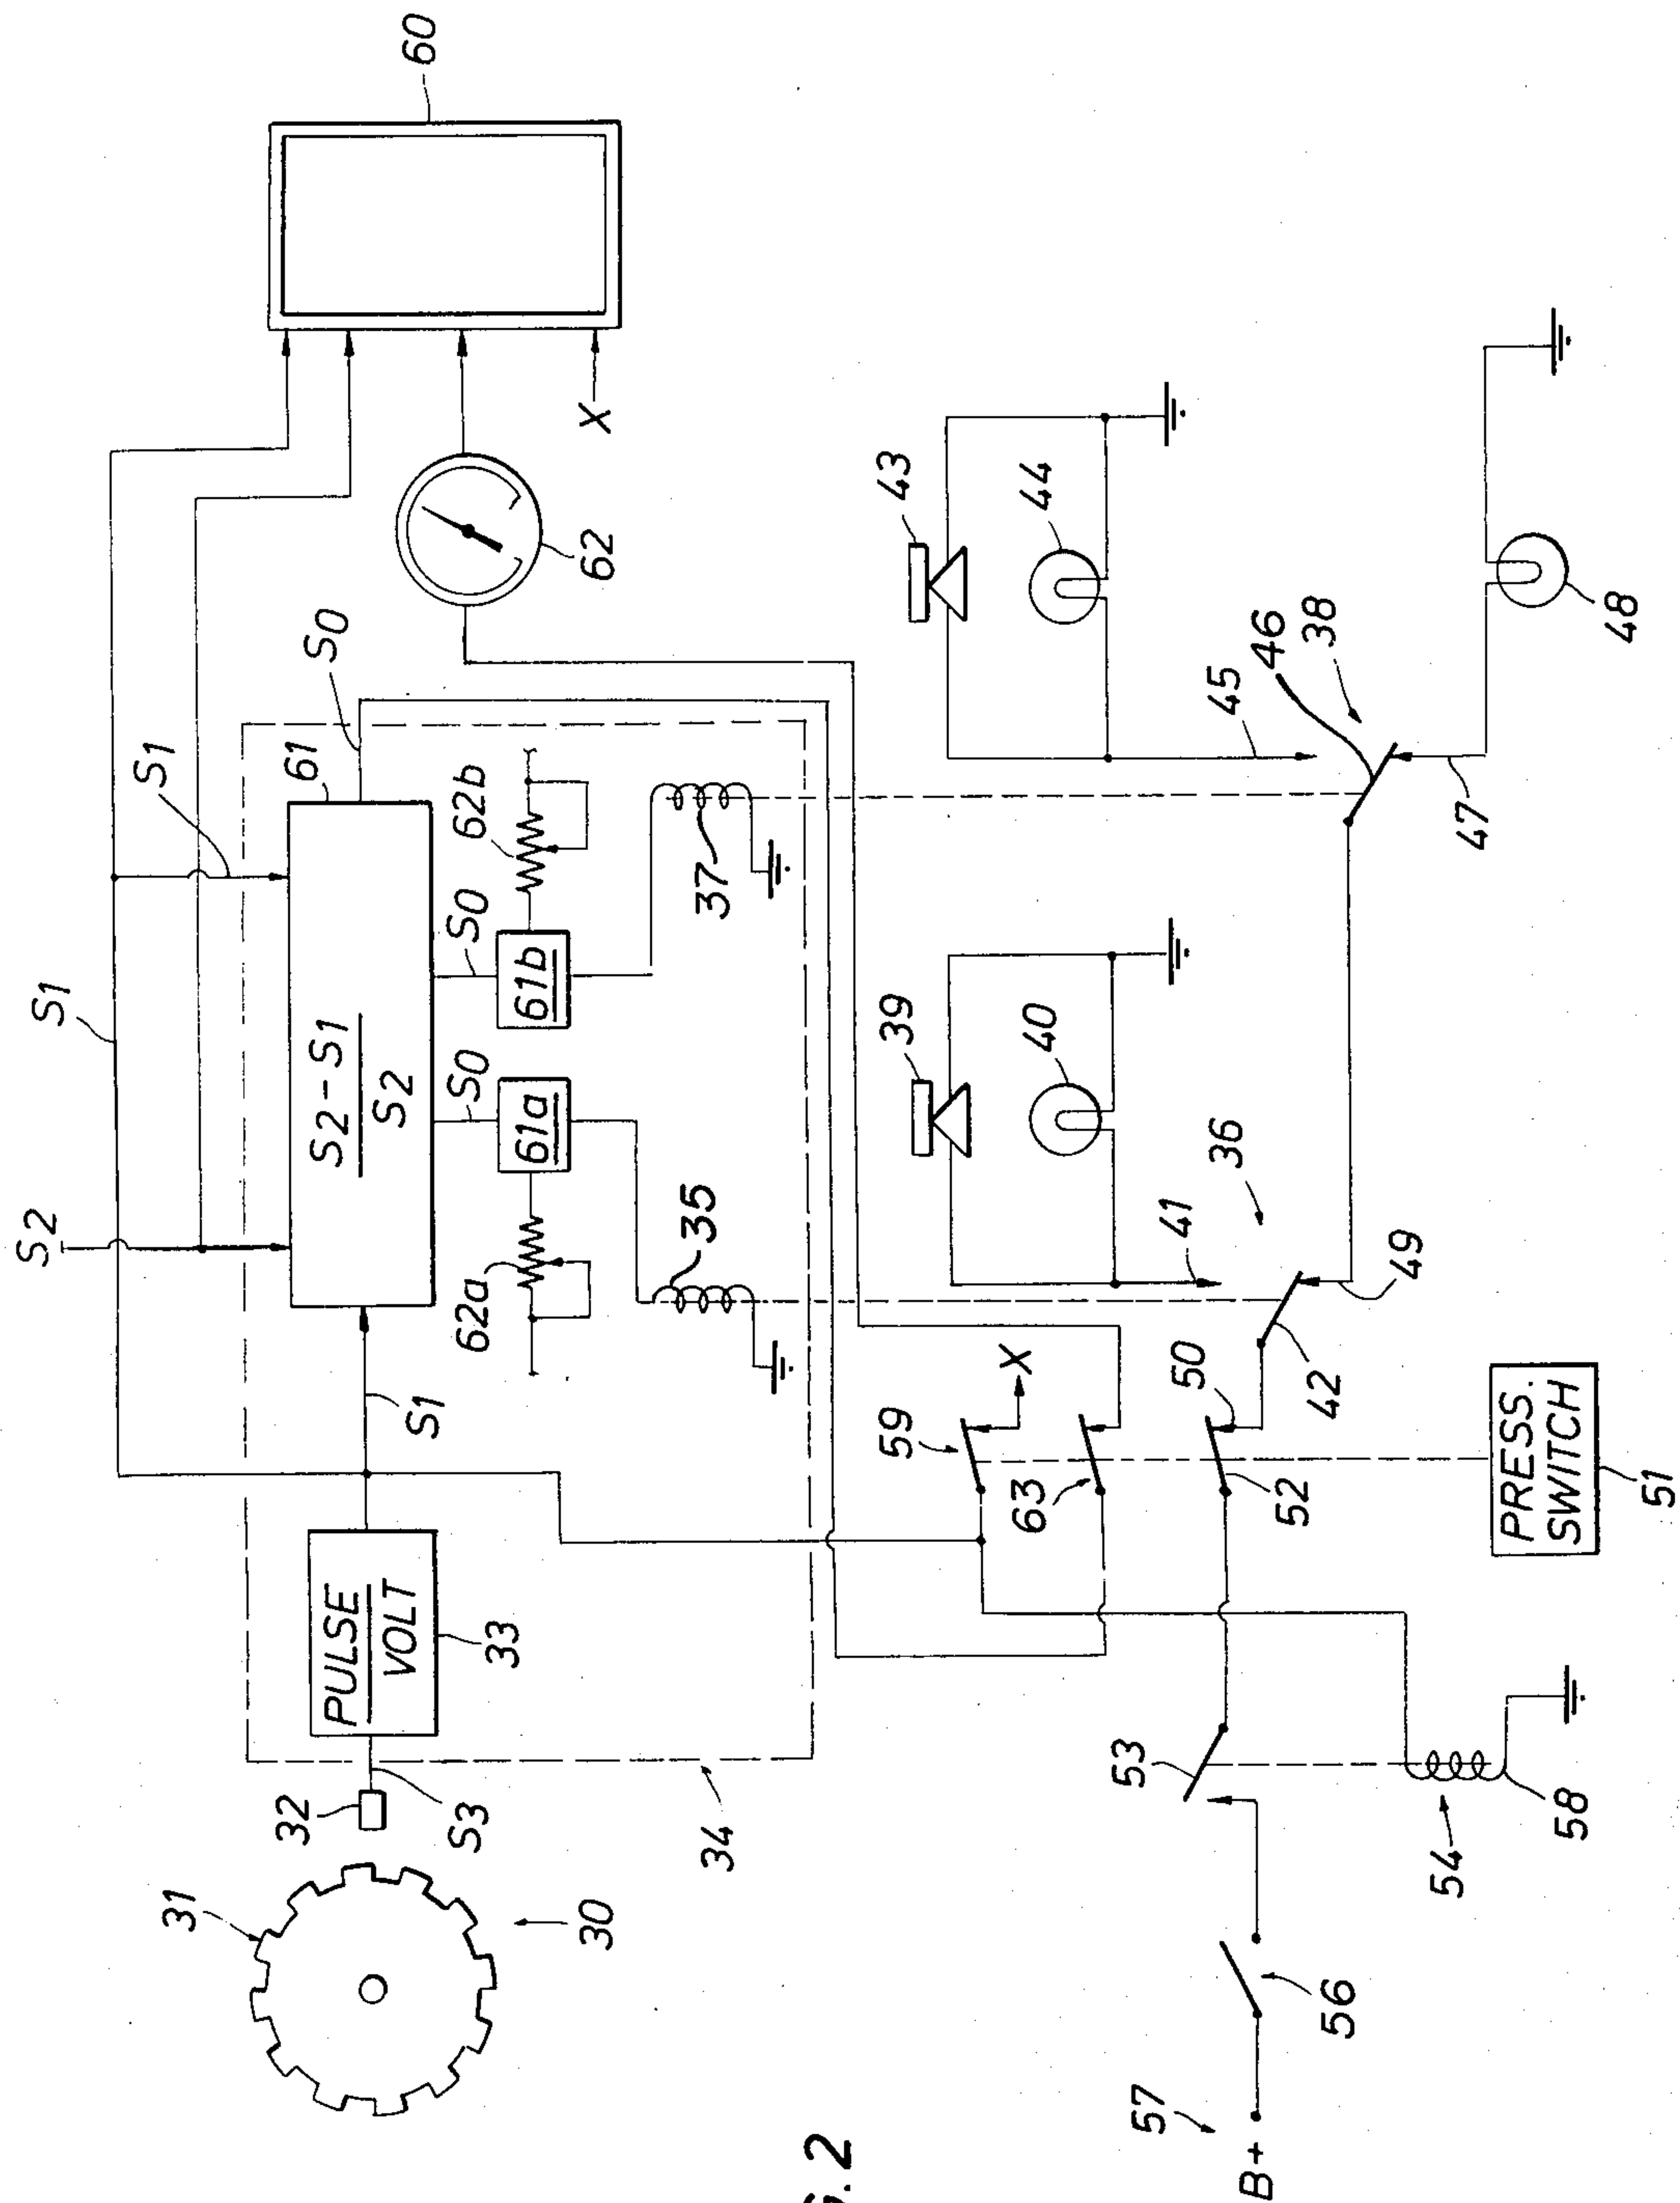 60
S1
S2
S1
S0
61
S2-S1
S2
S1
S0
S0
61a
61b
62a
62b
62
X
35
37
PULSE
VOLT
33
32
S3
31
30
34
39
40
41
36
42
49
43
44
45
46
38
47
48
59
X
63
50
52
PRESS.
SWITCH
51
53
54
58
56
57
B+
G. 2